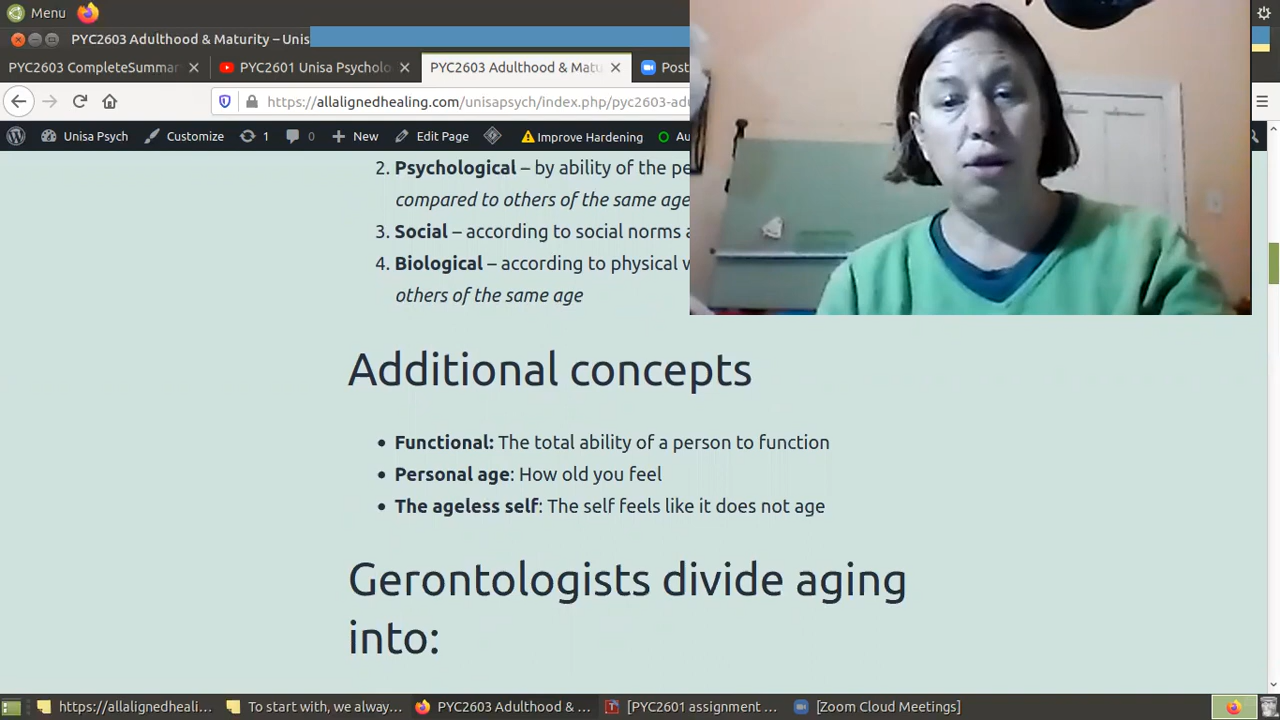 Menu
PYC2603 Adulthood & Maturity – Unis
PYC2603 CompleteSummar
PYC2601 Unisa Psycholo
PYC2603 Adulthood & Matu
Post
https://allalignedhealing.com/unisapsych/index.php/pyc2603-adu
Unisa Psych
Customize
1
0
New
Edit Page
Improve Hardening
Au
2. Psychological – by ability of the pe
compared to others of the same age
3. Social – according to social norms a
4. Biological – according to physical
others of the same age
Additional concepts
• Functional: The total ability of a person to function
• Personal age: How old you feel
• The ageless self: The self feels like it does not age
Gerontologists divide aging
into:
https://allalignedheali...
To start with, we alway...
PYC2603 Adulthood & ...
[PYC2601 assignment ...
[Zoom Cloud Meetings]